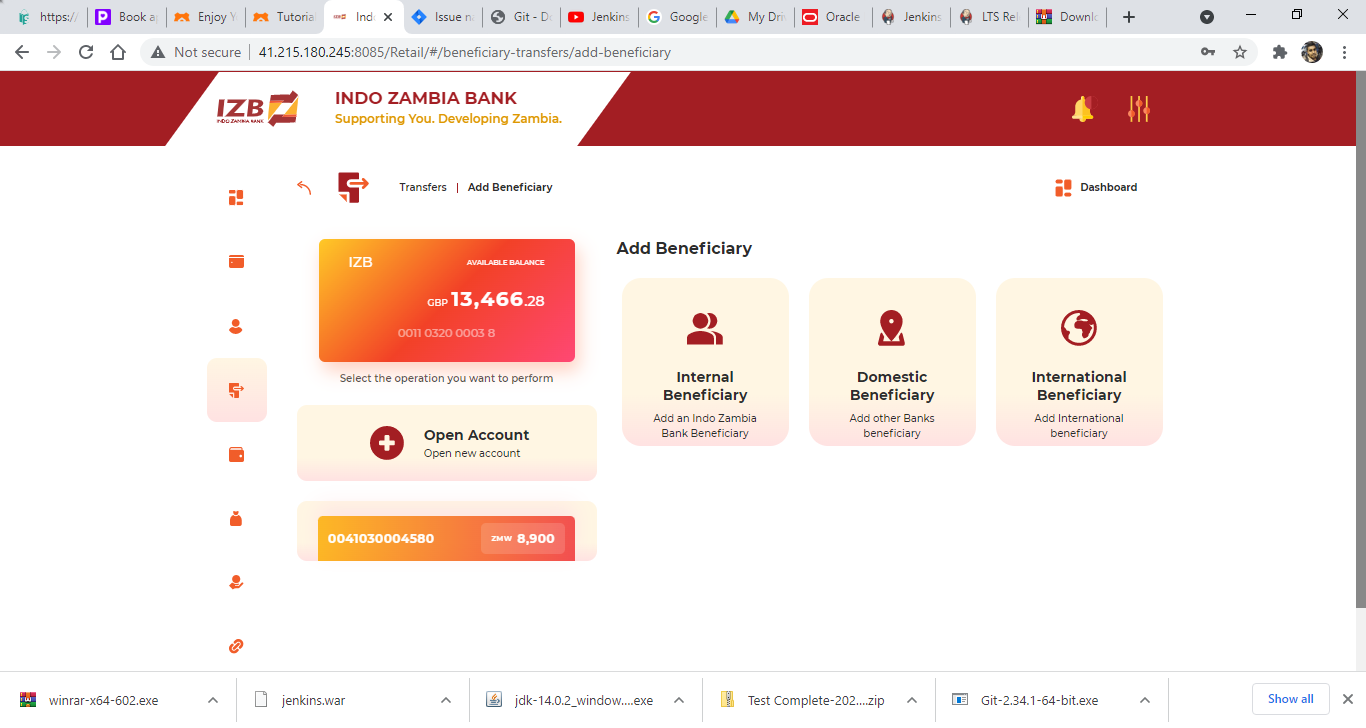 https:/
Book a
Enjoy Y
Tutoria
Ind
Issue n
Git - D
Jenkins
Google
My Dri
Oracle
Jenkins
LTS Rel
Downl
Not secure | 41.215.180.245:8085/Retail/#/beneficiary-transfers/add-beneficiary
IZB
INDO ZAMBIA BANK
INDO ZAMBIA BANK
Supporting You. Developing Zambia.
Transfers | Add Beneficiary
Dashboard
IZB
AVAILABLE BALANCE
GBP 13,466.28
0011 0320 0003 8
Select the operation you want to perform
Open Account
Open new account
0041030004580
ZMW 8,900
Add Beneficiary
Internal
Beneficiary
Add an Indo Zambia
Bank Beneficiary
Domestic
Beneficiary
Add other Banks
beneficiary
International
Beneficiary
Add International
beneficiary
winrar-x64-602.exe
jenkins.war
jdk-14.0.2_window....exe
Test Complete-202....zip
Git-2.34.1-64-bit.exe
Show all